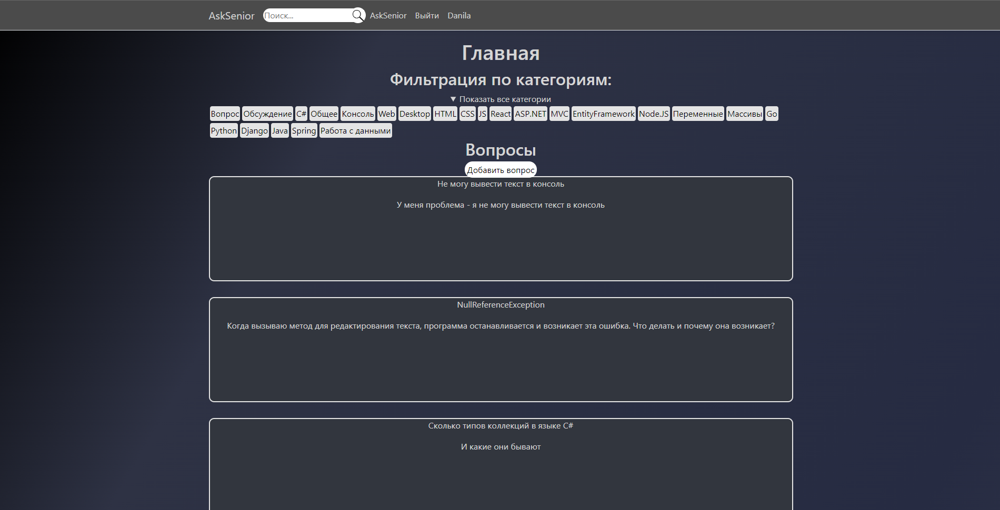 AskSenior Поиск... AskSenior Выйти Danila
Главная
Фильтрация по категориям:
▼ Показать все категории
Вопрос Обсуждение C# Общее Консоль Web Desktop HTML CSS JS React ASP.NET MVC EntityFramework Node.JS Переменные Массивы Go
Python Django Java Spring Работа с данными
Вопросы
Добавить вопрос
Не могу вывести текст в консоль
У меня проблема - я не могу вывести текст в консоль
NullReferenceException
Когда вызываю метод для редактирования текста, программа останавливается и возникает эта ошибка. Что делать и почему она возникает?
Сколько типов коллекций в языке C#
И какие они бывают